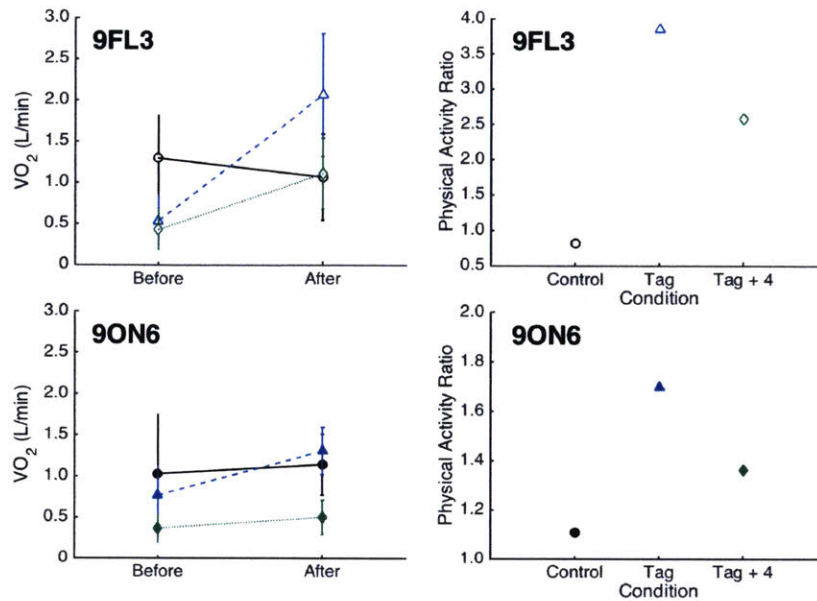 9FL3
VO2 (L/min)
3.0
2.5
2.0
1.5
1.0
0.5
0
Before After
9FL3
Physical Activity Ratio
4.0
3.5
3.0
2.5
2.0
1.5
1.0
0.5
Control Tag Tag + 4
Condition
9ON6
VO2 (L/min)
3.0
2.5
2.0
1.5
1.0
0.5
0
Before After
9ON6
Physical Activity Ratio
2.0
1.8
1.6
1.4
1.2
1.0
Control Tag Tag + 4
Condition